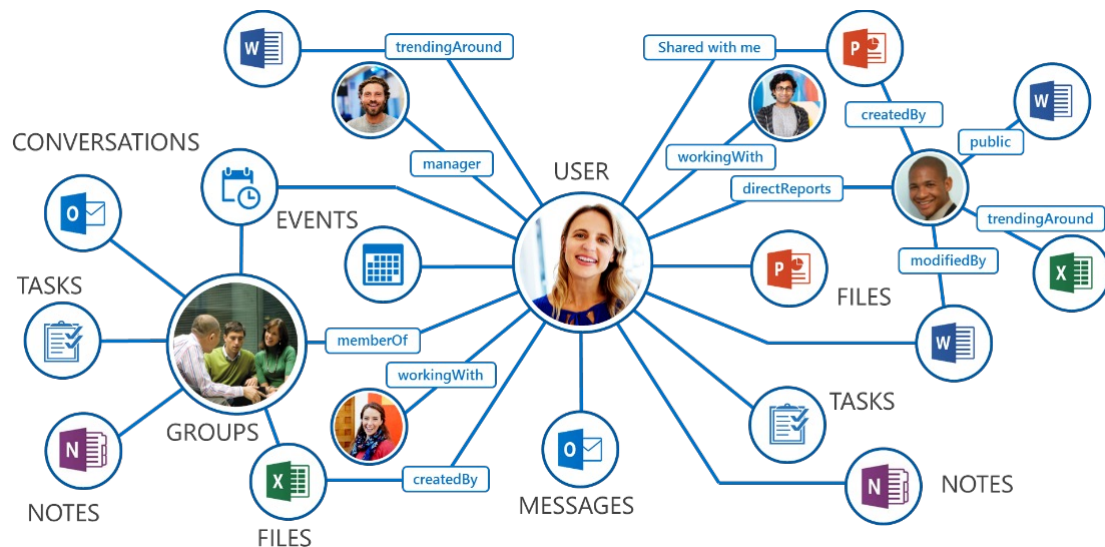 trendingAround
W
Shared with me
P
manager
workingWith
createdBy
W
public
CONVERSATIONS
USER
directReports
O
EVENTS
trendingAround
modifiedBy
P
X
TASKS
FILES
memberOf
W
workingWith
TASKS
GROUPS
N
O
createdBy
X
N
NOTES
MESSAGES
NOTES
FILES